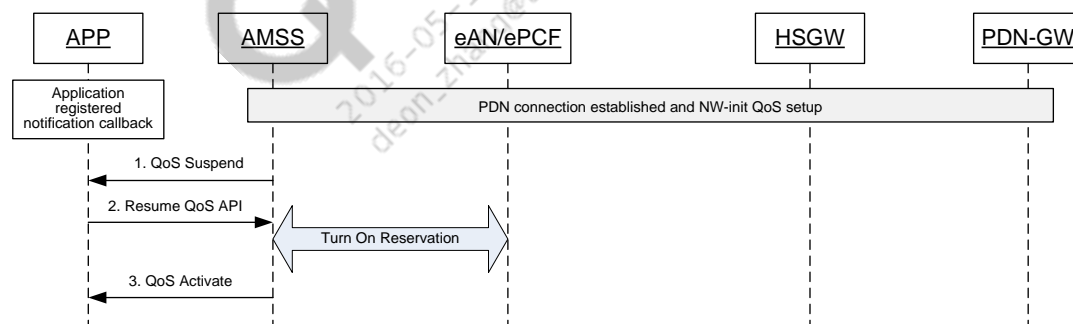 APP
AMSS
eAN/ePCF
HSGW
PDN-GW
Application
registered
notification callback
PDN connection established and NW-init QoS setup
1. QoS Suspend
2. Resume QoS API
Turn On Reservation
3. QoS Activate